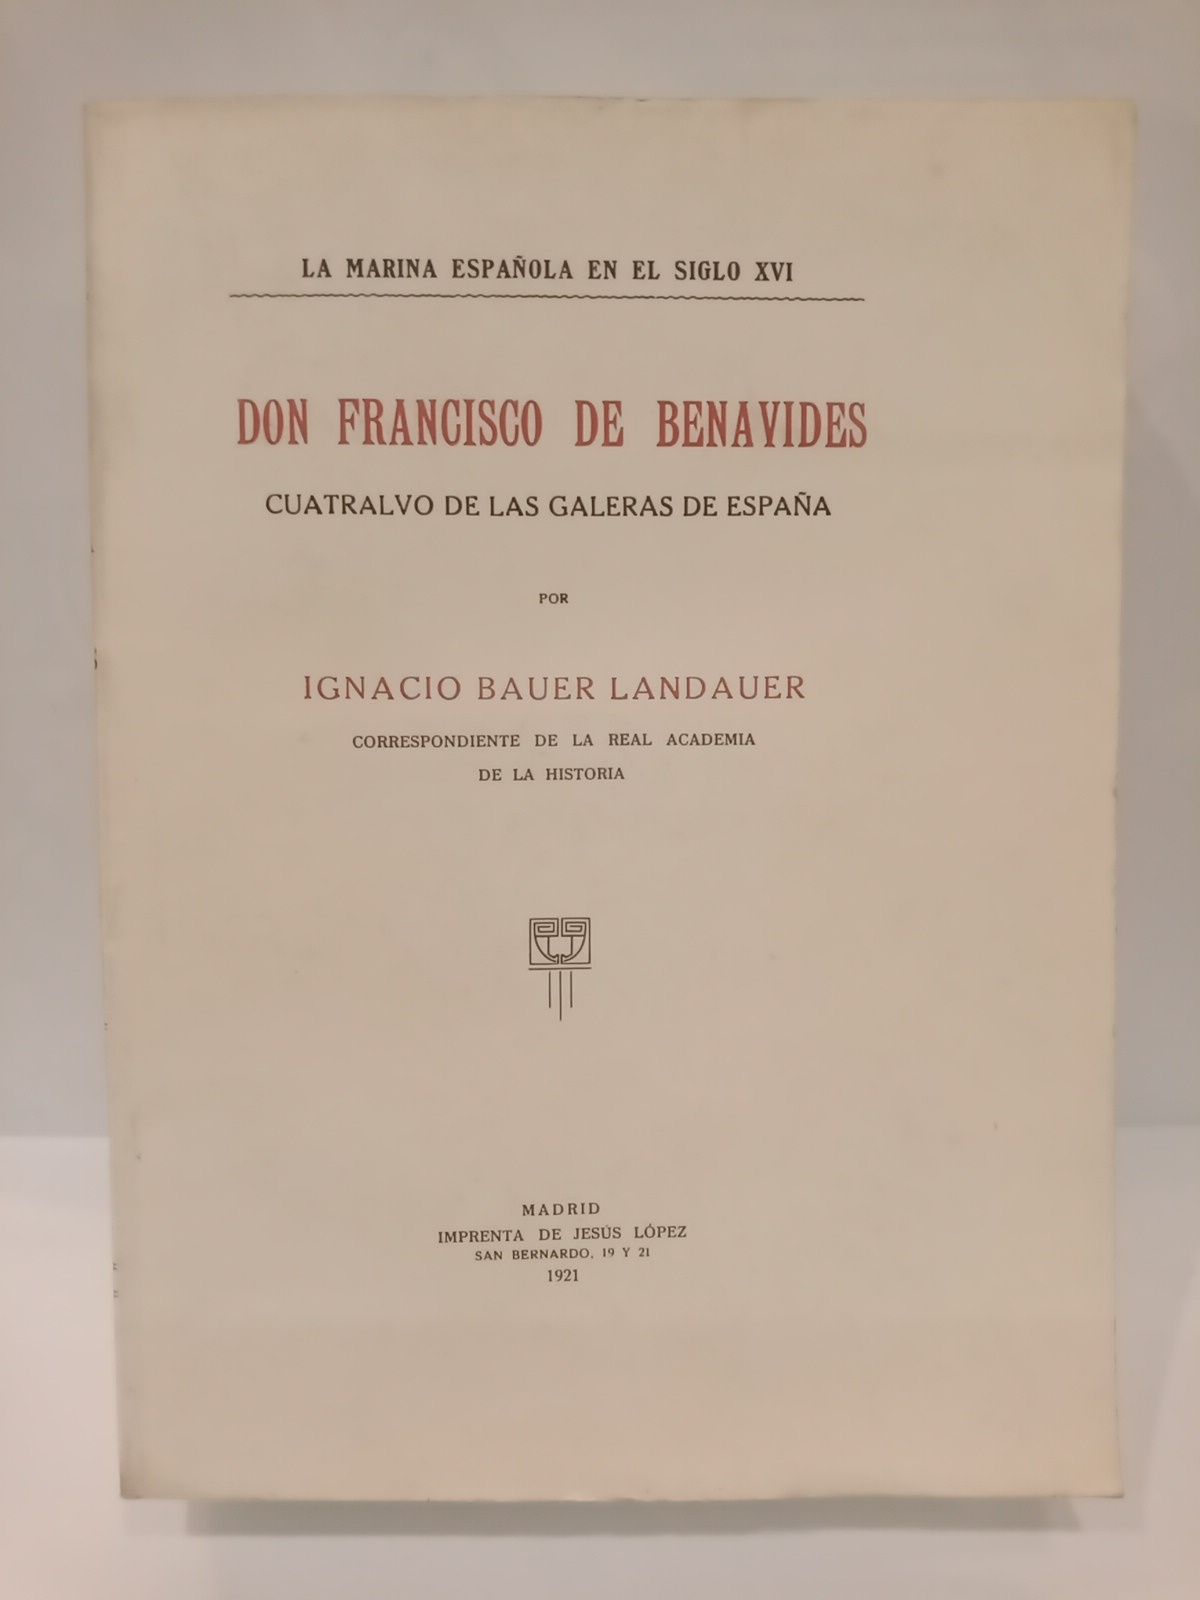 LA MARINA ESPAÑOLA EN EL SIGLO XVI
DON FRANCISCO DE BENAVIDES
CUATRALVO DE LAS GALERAS DE ESPAÑA
POR
IGNACIO BAUER LANDAUER
CORRESPONDIENTE DE LA REAL ACADEMIA
DE LA HISTORIA
MADRID
IMPRENTA DE JESÚS LÓPEZ
SAN BERNARDO, 19 Y 21
1921